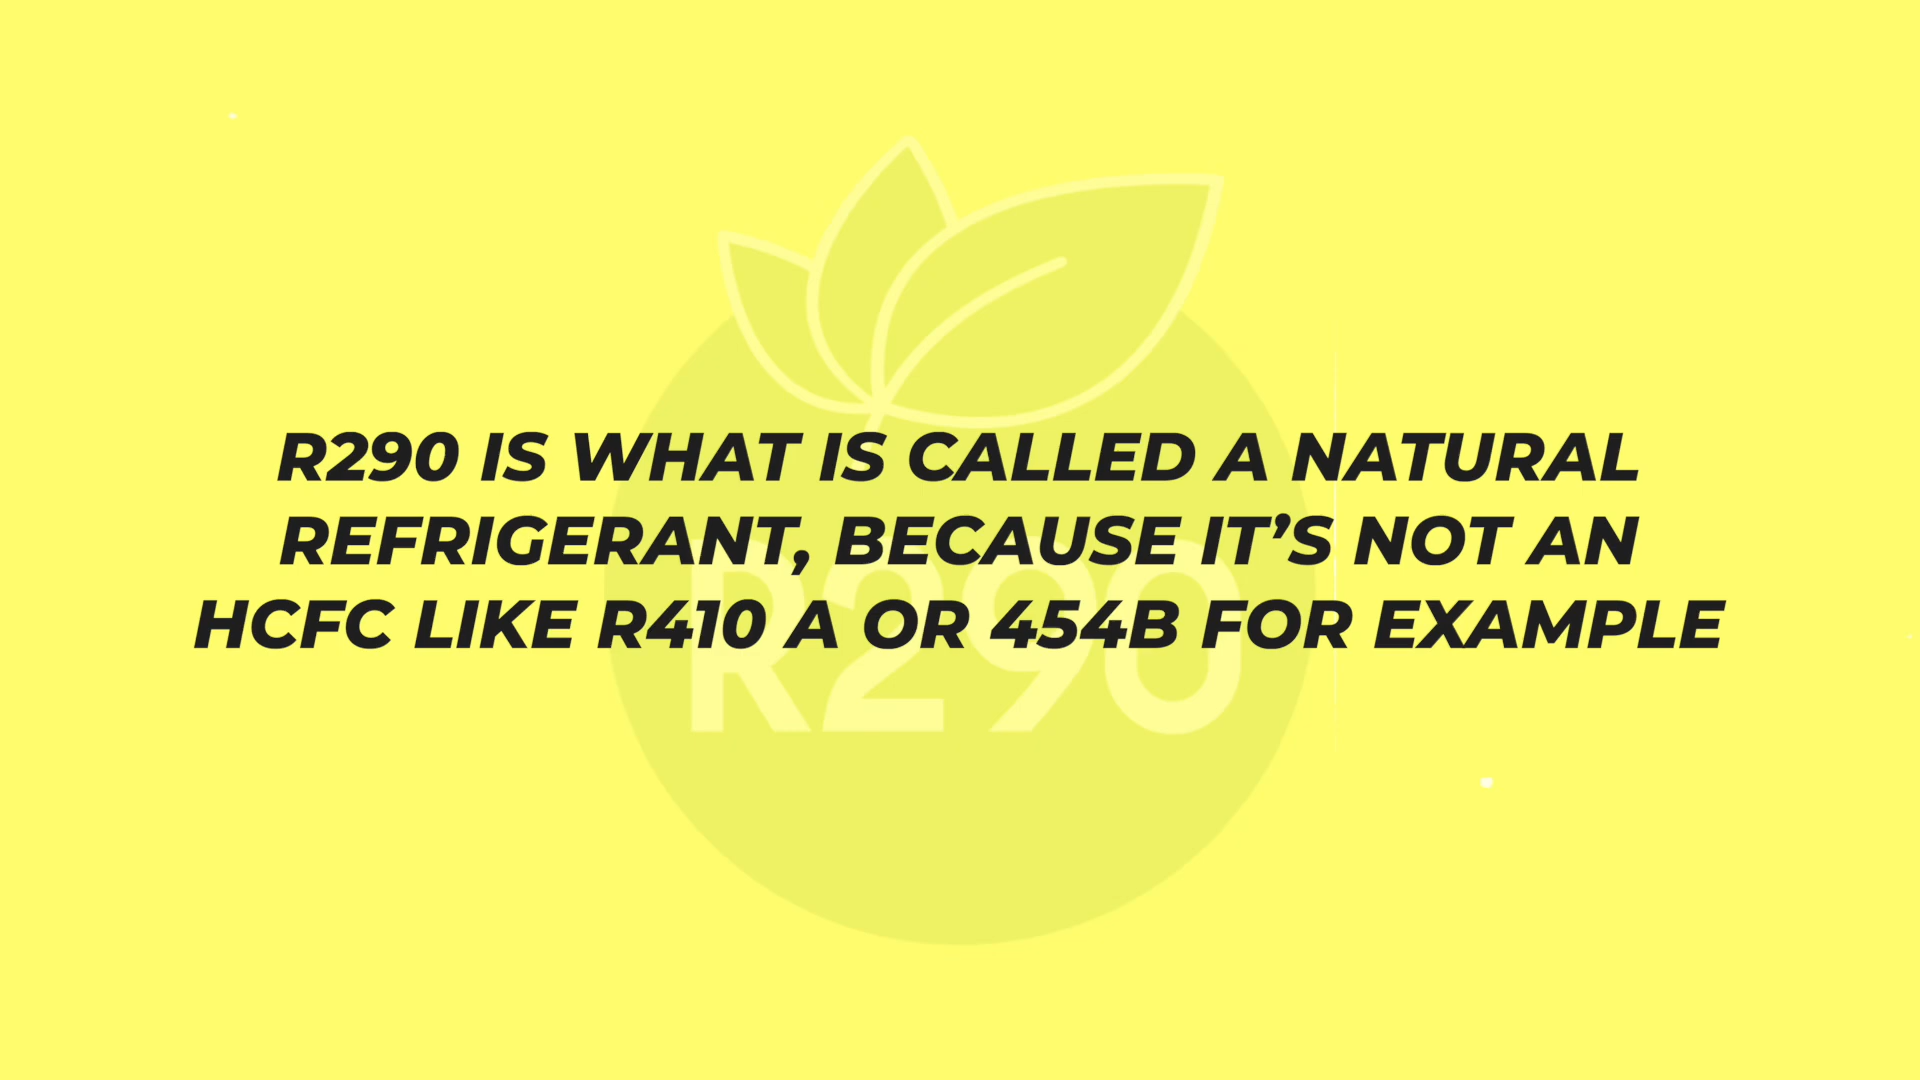 R290 IS WHAT IS CALLED A NATURAL
REFRIGERANT, BECAUSE IT’S NOT AN
HCFC LIKE R410 A OR 454B FOR EXAMPLE
R290